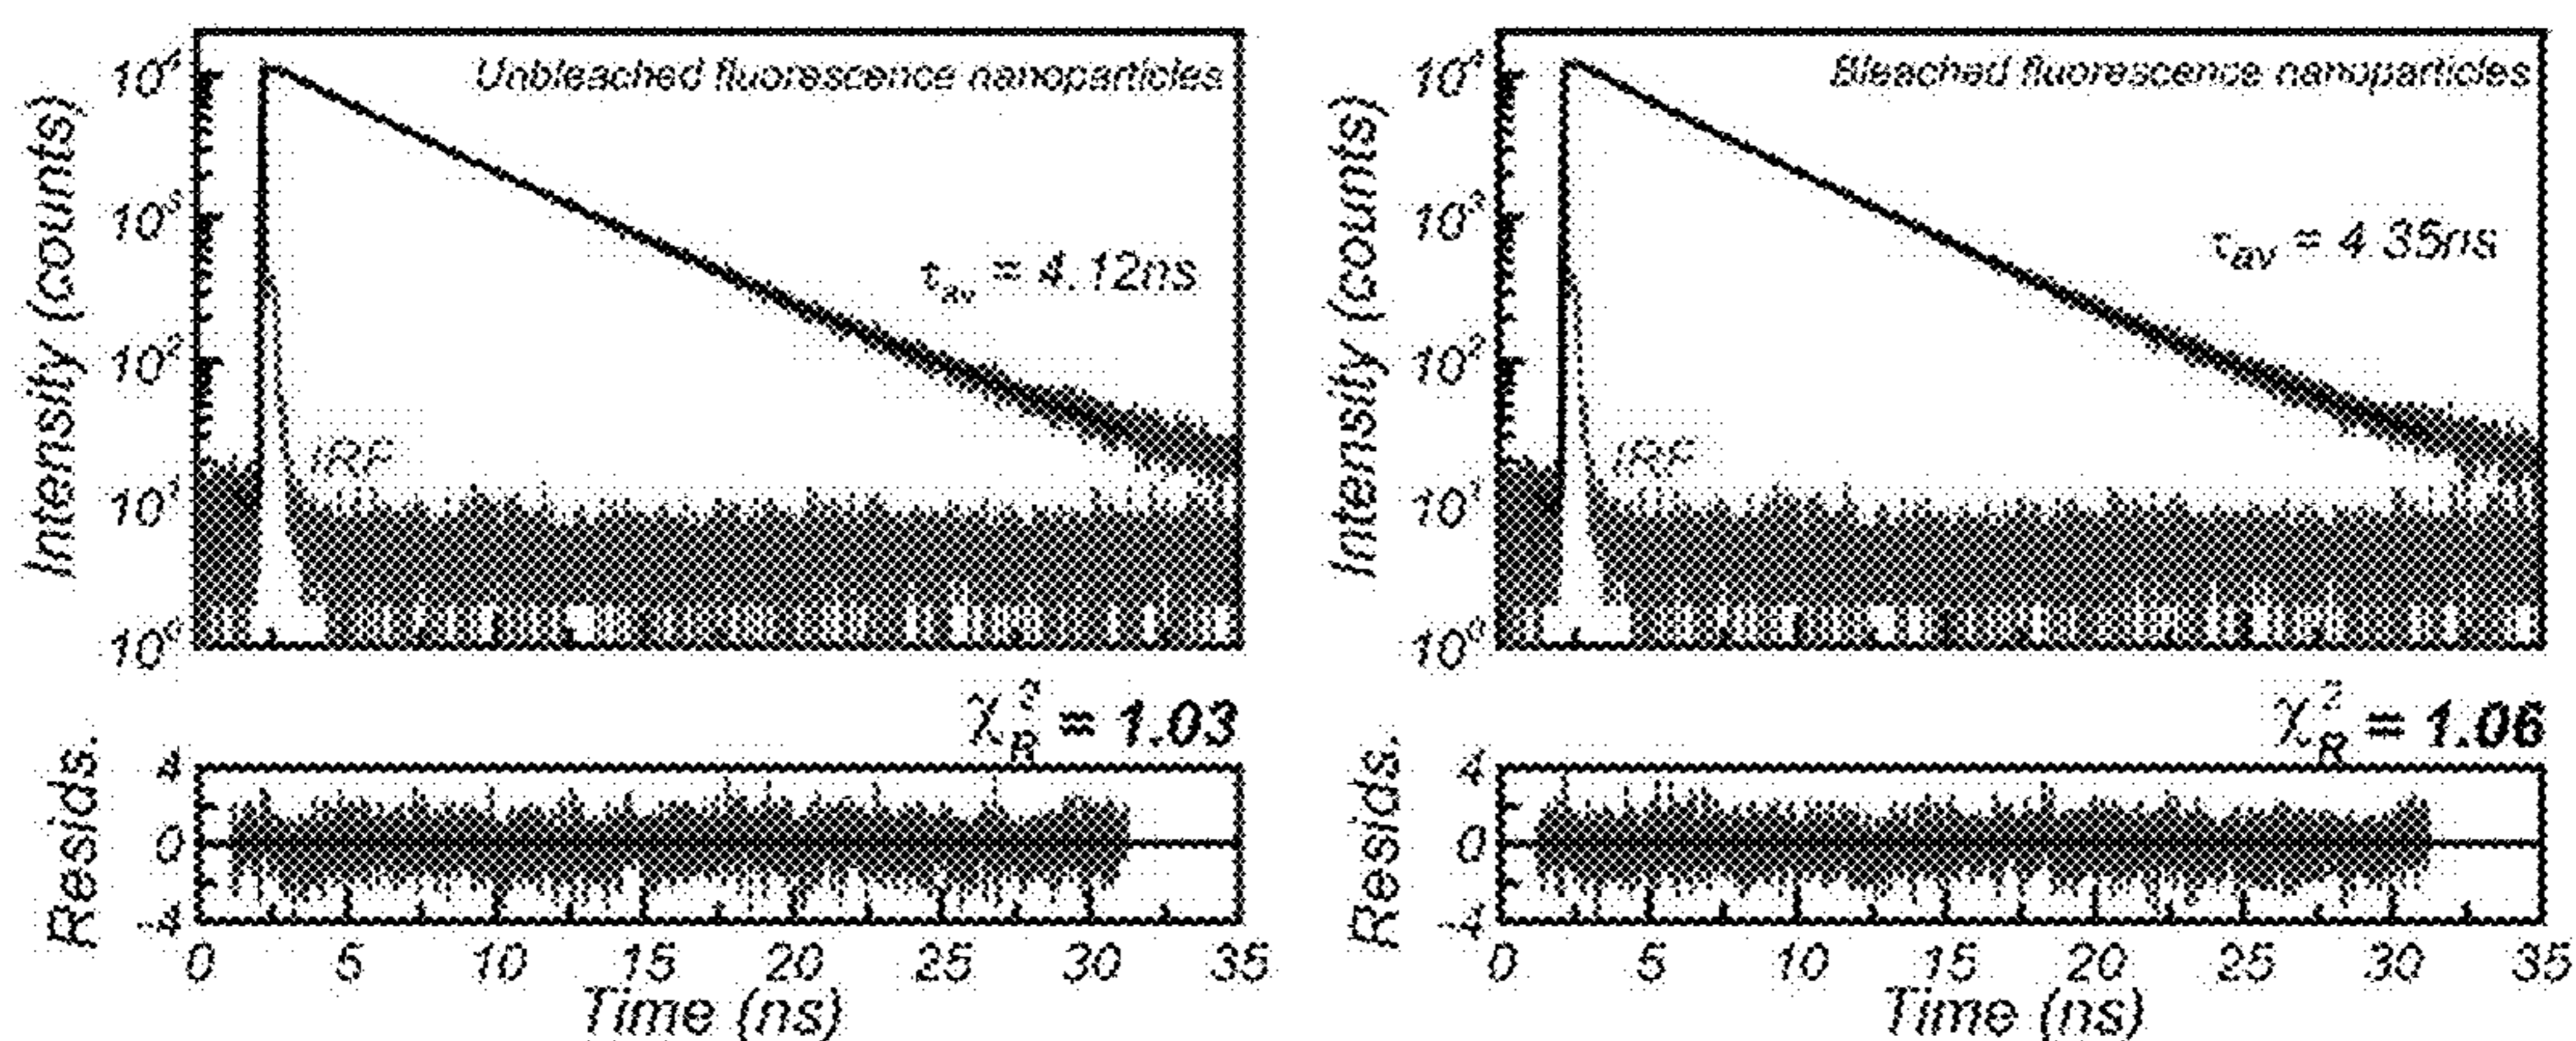 Unbleached fluorescence nanoparticles
Intensity (counts)
10⁴
10³
10²
10¹
10⁰
τav = 4.12ns
IRF
χ²R = 1.03
Resids.
4
0
-4
0 5 10 15 20 25 30 35
Time (ns)
Bleached fluorescence nanoparticles
Intensity (counts)
10⁴
10³
10²
10¹
10⁰
τav = 4.35ns
IRF
χ²R = 1.06
Resids.
4
0
-4
0 5 10 15 20 25 30 35
Time (ns)